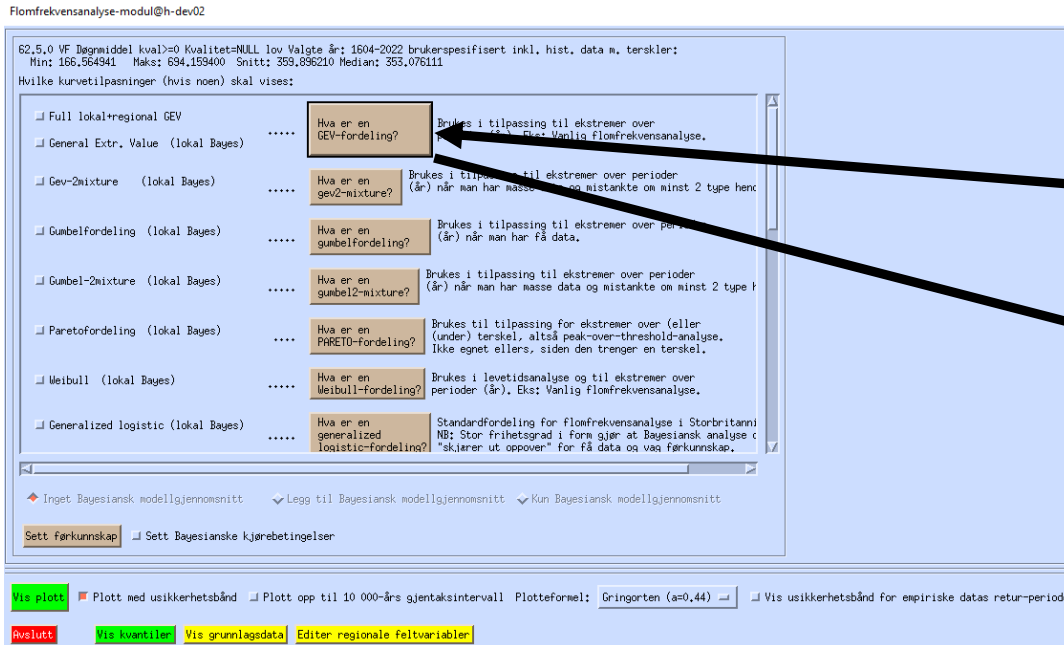 Flomfrekvensanalyse-modul@h-dev02
62.5.0 VF Døgnmiddel kval>=0 Kvalitet=NULL lov Valgte år: 1604-2022 brukerspesifisert inkl. hist. data m. terskler:
Min: 166.564941 Maks: 694.159400 Snitt: 359.896210 Median: 353.076111
Hvilke kurvetilpasninger (hvis noen) skal vises:
Full lokal+regional GEV
General Extr. Value (lokal Bayes)
.....
Hva er en
GEV-fordeling?
Brukes i tilpassing til ekstremer over
(år). Eks: Vanlig flomfrekvensanalyse.
Gev-2mixture (lokal Bayes)
.....
Hva er en
gev2-mixture?
Brukes i tilpassing til ekstremer over perioder
(år) når man har masse og mistankte om minst 2 type hend
Gumbelfordeling (lokal Bayes)
.....
Hva er en
gumbelfordeling?
Brukes i tilpassing til ekstremer over
(år) når man har få data.
Gumbel-2mixture (lokal Bayes)
.....
Hva er en
gumbel2-mixture?
Brukes i tilpassing til ekstremer over perioder
(år) når man har masse data og mistankte om minst 2 type h
Paretofordeling (lokal Bayes)
....
Hva er en
PARETO-fordeling?
Brukes til tilpassing for ekstremer over (eller
(under) terskel, altså peak-over-threshold-analyse.
Ikke egnet ellers, siden den trenger en terskel.
Weibull (lokal Bayes)
.....
Hva er en
Weibull-fordeling?
Brukes i levetidsanalyse og til ekstremer over
perioder (år). Eks: Vanlig flomfrekvensanalyse.
Generalized logistic (lokal Bayes)
.....
Hva er en
generalized
logistic-fordeling?
Standardfordeling for flomfrekvensanalyse i Storbritanni
NB: Stor frihetsgrad i form gjør at Bayesiansk analyse
"skjærer ut oppover" for få data og vag førkunnskap.
Inget Bayesiansk modellgjennomsnitt Legg til Bayesiansk modellgjennomsnitt Kun Bayesiansk modellgjennomsnitt
Sett førkunnskap Sett Bayesianske kjørebetingelser
Vis plott Plott med usikkerhetsbånd Plott opp til 10 000-års gjentaksintervall Plotteformel: Gringorten (a=0.44) Vis usikkerhetsbånd for empiriske datas retur-periode
Avslutt Vis kvantiler Vis grunnlagsdata Editer regionale feltvariabler